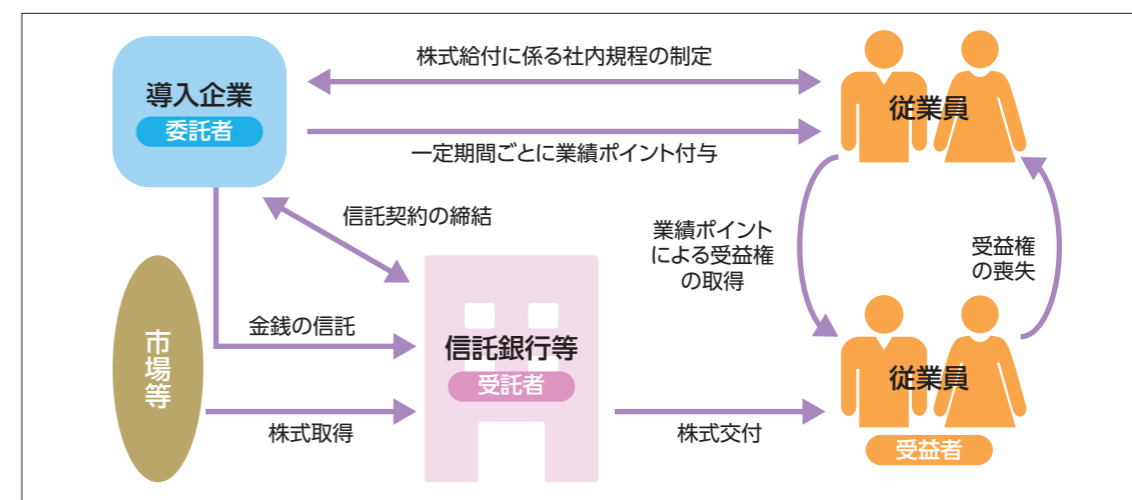 株式給付に係る社内規程の制定
導入企業
委託者
従業員
一定期間ごとに業績ポイント付与
信託契約の締結
業績ポイント
による受益権
の取得
受益権
の喪失
市場等
金銭の信託
信託銀行等
受託者
従業員
株式取得
株式交付
受益者